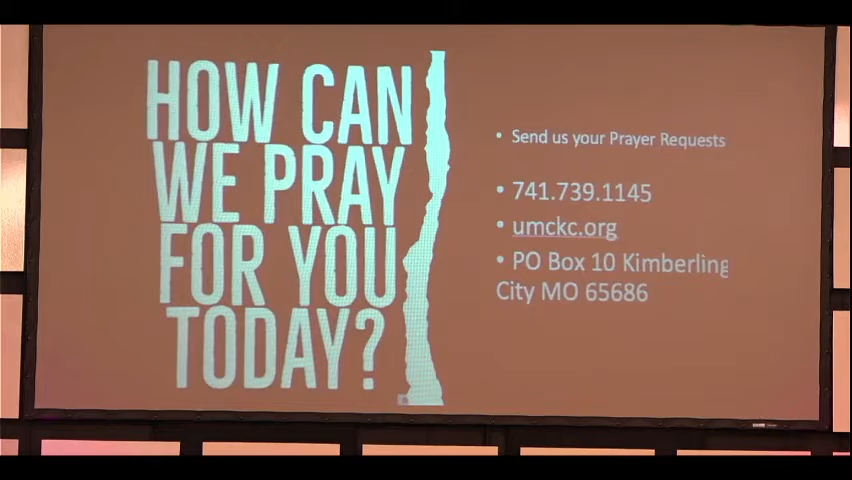 HOW CAN
WE PRAY
FOR YOU
TODAY?
• Send us your Prayer Requests
• 741.739.1145
• umckc.org
• PO Box 10 Kimberling
City MO 65686